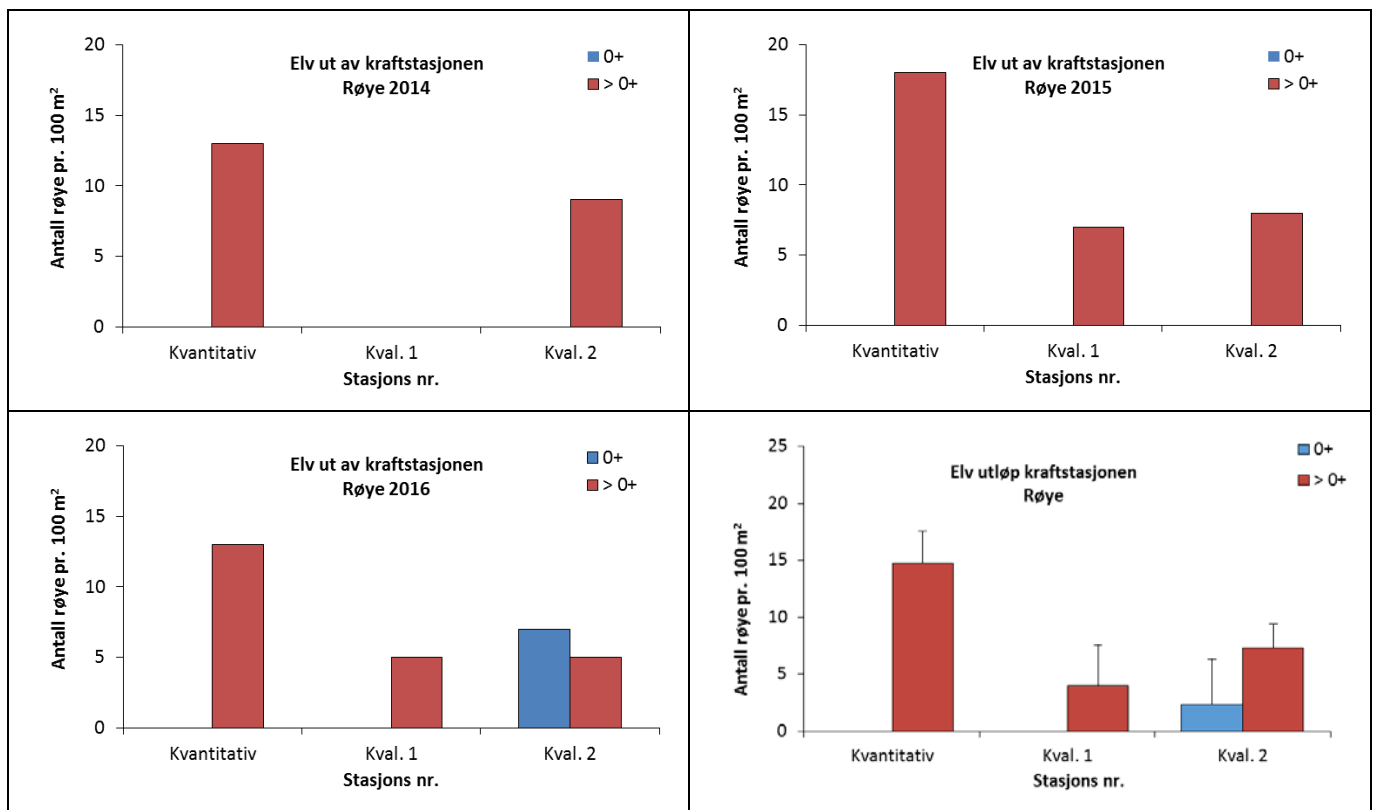 Elv ut av kraftstasjonen
Røye 2014
0+
> 0+
Antall røye pr. 100 m²
20
15
10
5
0
Kvantitativ Kval. 1 Kval. 2
Stasjons nr.
Elv ut av kraftstasjonen
Røye 2015
0+
> 0+
Antall røye pr. 100 m²
20
15
10
5
0
Kvantitativ Kval. 1 Kval. 2
Stasjons nr.
Elv ut av kraftstasjonen
Røye 2016
0+
> 0+
Antall røye pr. 100 m²
20
15
10
5
0
Kvantitativ Kval. 1 Kval. 2
Stasjons nr.
Elv utløp kraftstasjonen
Røye
0+
> 0+
Antall røye pr. 100 m²
25
20
15
10
5
0
Kvantitativ Kval. 1 Kval. 2
Stasjons nr.